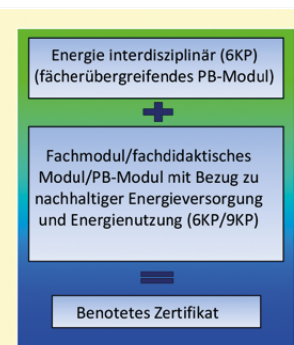 Energie interdisziplinär (6KP)
(fächerübergreifendes PB-Modul)
+
Fachmodul/fachdidaktisches
Modul/PB-Modul mit Bezug zu
nachhaltiger Energieversorgung
und Energienutzung (6KP/9KP)
=
Benotetes Zertifikat